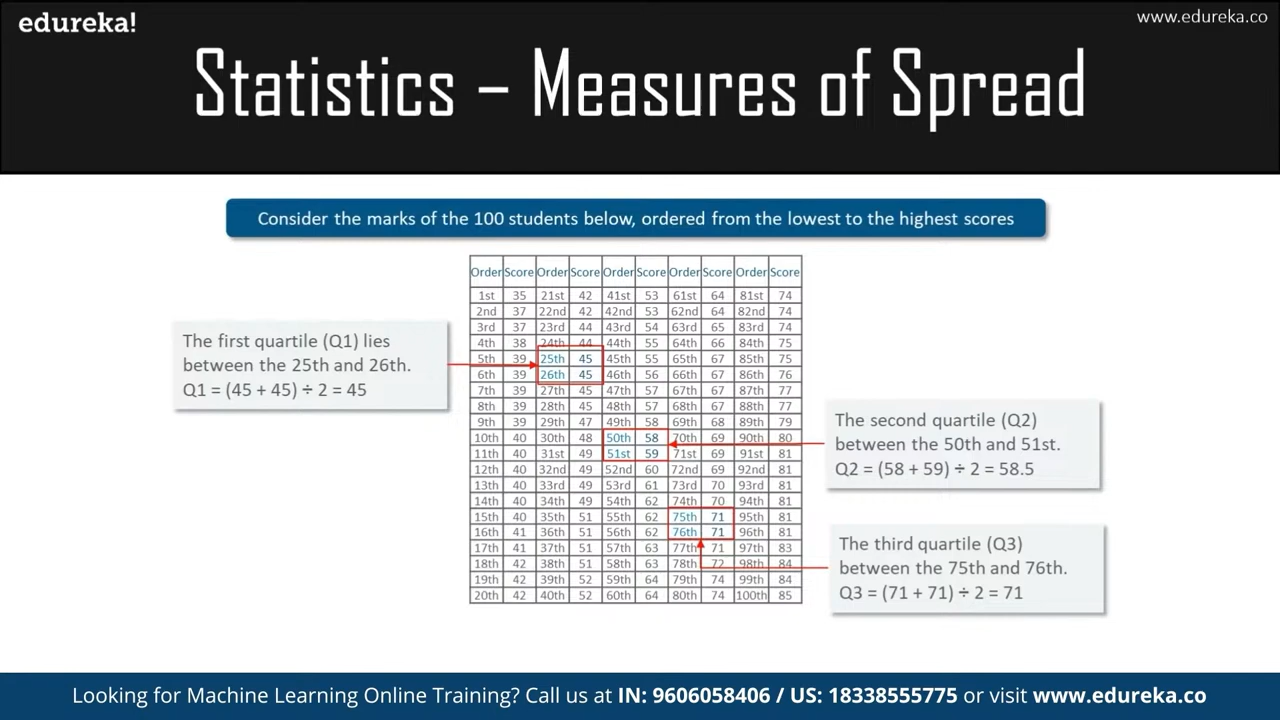 edureka!
www.edureka.co
Statistics – Measures of Spread
Consider the marks of the 100 students below, ordered from the lowest to the highest scores
Order Score Order Score Order Score Order Score Order Score
1st 35 21st 42 41st 53 61st 64 81st 74
2nd 37 22nd 42 42nd 53 62nd 64 82nd 74
3rd 37 23rd 44 43rd 54 63rd 65 83rd 74
4th 38 24th 44 44th 55 64th 66 84th 75
5th 39 25th 45 45th 55 65th 67 85th 75
6th 39 26th 45 46th 56 66th 67 86th 76
7th 39 27th 45 47th 57 67th 67 87th 77
8th 39 28th 45 48th 57 68th 67 88th 77
9th 39 29th 47 49th 58 69th 68 89th 79
10th 40 30th 48 50th 58 70th 69 90th 80
11th 40 31st 49 51st 59 71st 69 91st 81
12th 40 32nd 49 52nd 60 72nd 69 92nd 81
13th 40 33rd 49 53rd 61 73rd 70 93rd 81
14th 40 34th 49 54th 62 74th 70 94th 81
15th 40 35th 51 55th 62 75th 71 95th 81
16th 41 36th 51 56th 62 76th 71 96th 81
17th 41 37th 51 57th 63 77th 71 97th 83
18th 42 38th 51 58th 63 78th 72 98th 84
19th 42 39th 52 59th 64 79th 74 99th 84
20th 42 40th 52 60th 64 80th 74 100th 85
The first quartile (Q1) lies
between the 25th and 26th.
Q1 = (45 + 45) ÷ 2 = 45
The second quartile (Q2)
between the 50th and 51st.
Q2 = (58 + 59) ÷ 2 = 58.5
The third quartile (Q3)
between the 75th and 76th.
Q3 = (71 + 71) ÷ 2 = 71
Looking for Machine Learning Online Training? Call us at IN: 9606058406 / US: 18338555775 or visit www.edureka.co